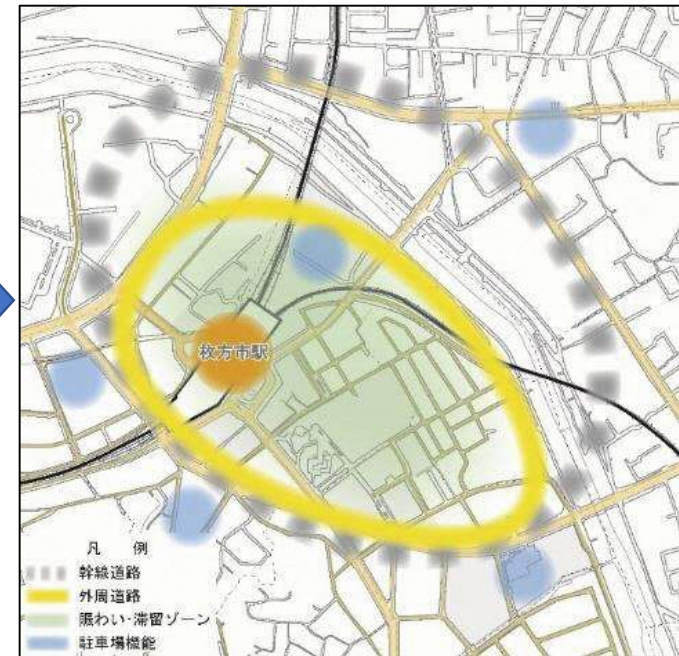 枚方市駅
凡 例
幹線道路
外周道路
賑わい・滞留ゾーン
駐車場機能